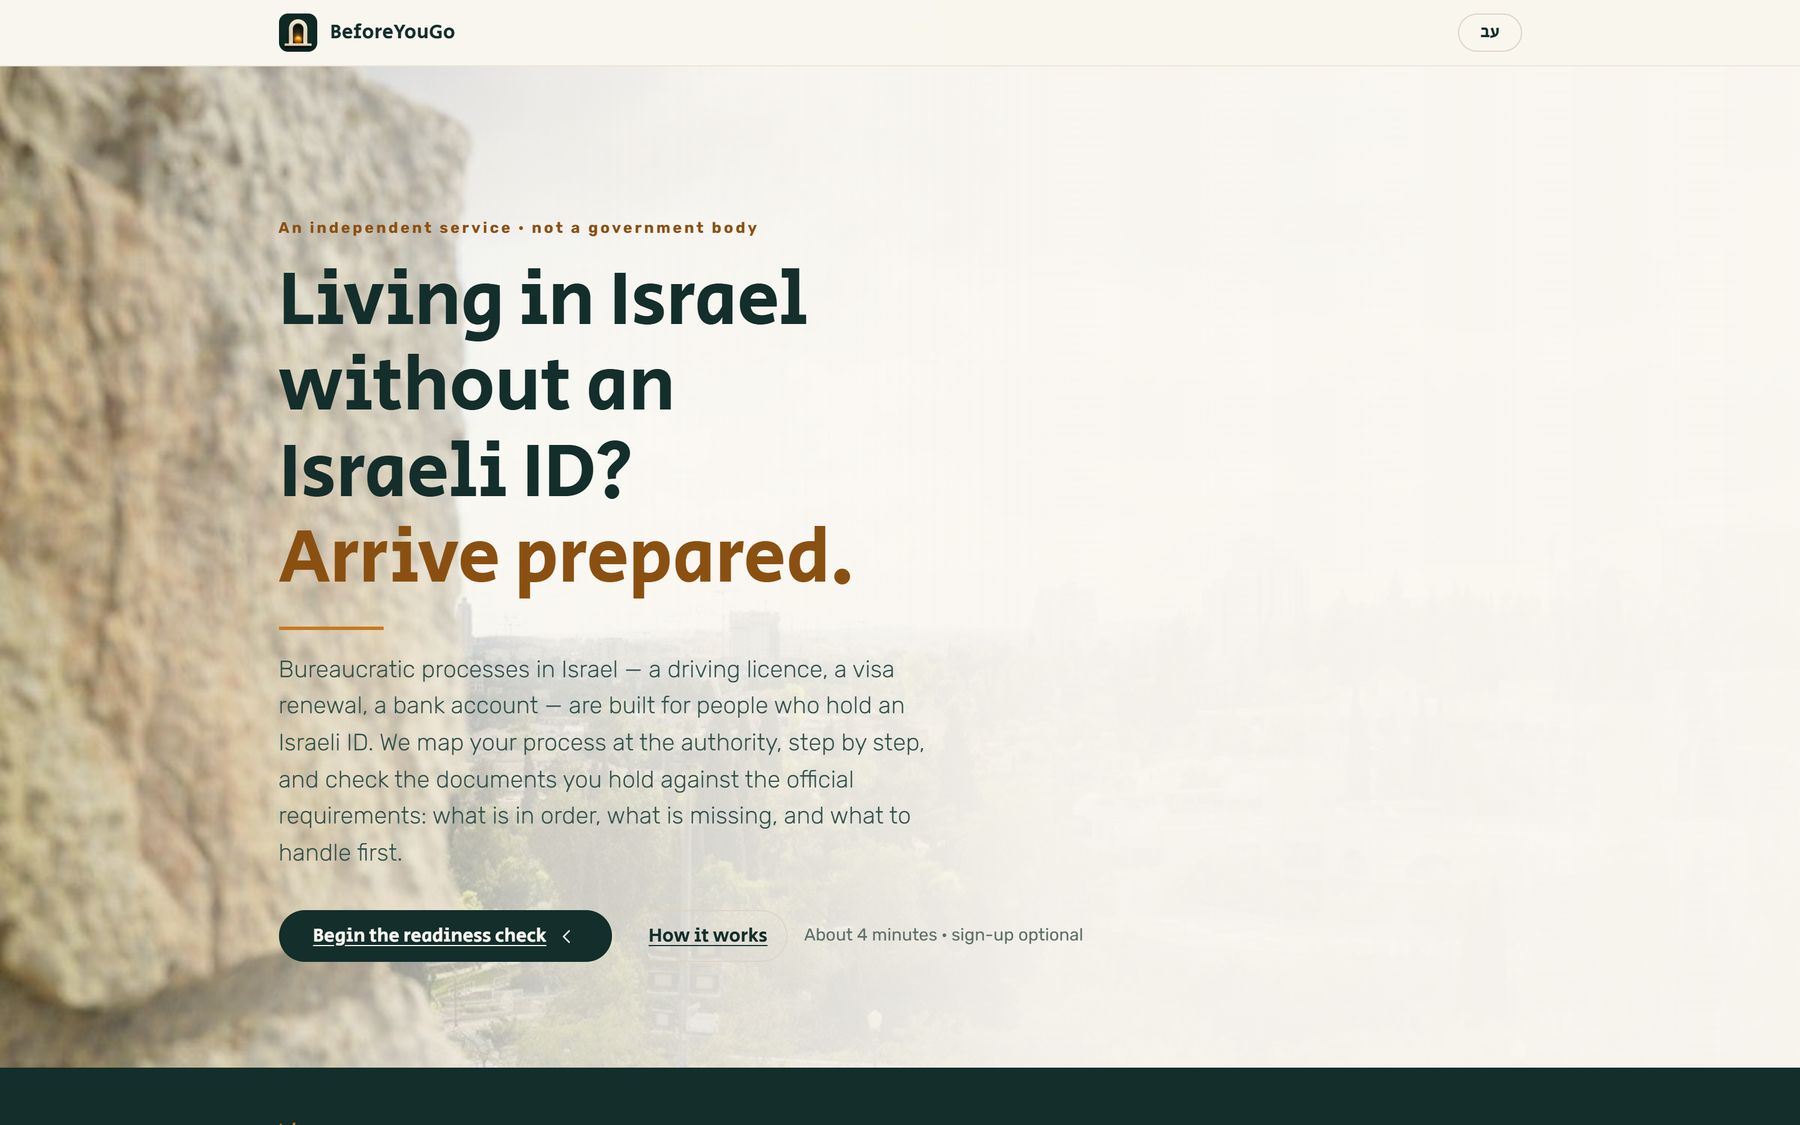 BeforeYouGo
עב
An independent service • not a government body
Living in Israel
without an
Israeli ID?
Arrive prepared.
Bureaucratic processes in Israel — a driving licence, a visa
renewal, a bank account — are built for people who hold an
Israeli ID. We map your process at the authority, step by step,
and check the documents you hold against the official
requirements: what is in order, what is missing, and what to
handle first.
Begin the readiness check
How it works
About 4 minutes • sign-up optional